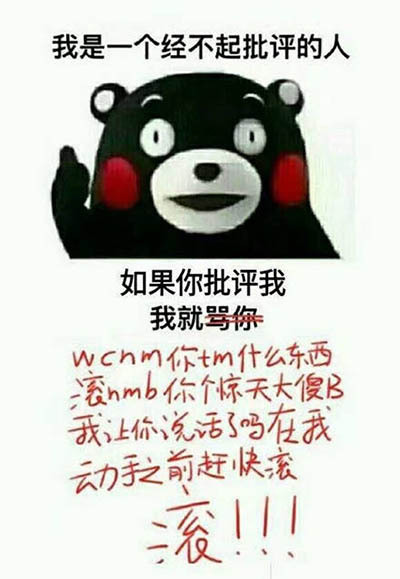 我是一个经不起批评的人
如果你批评我
我就骂你
wcnm你tm什么东西
滚nmb你个惊天大傻B
我让你说话了吗在我
动手之前赶快滚
滚!!!